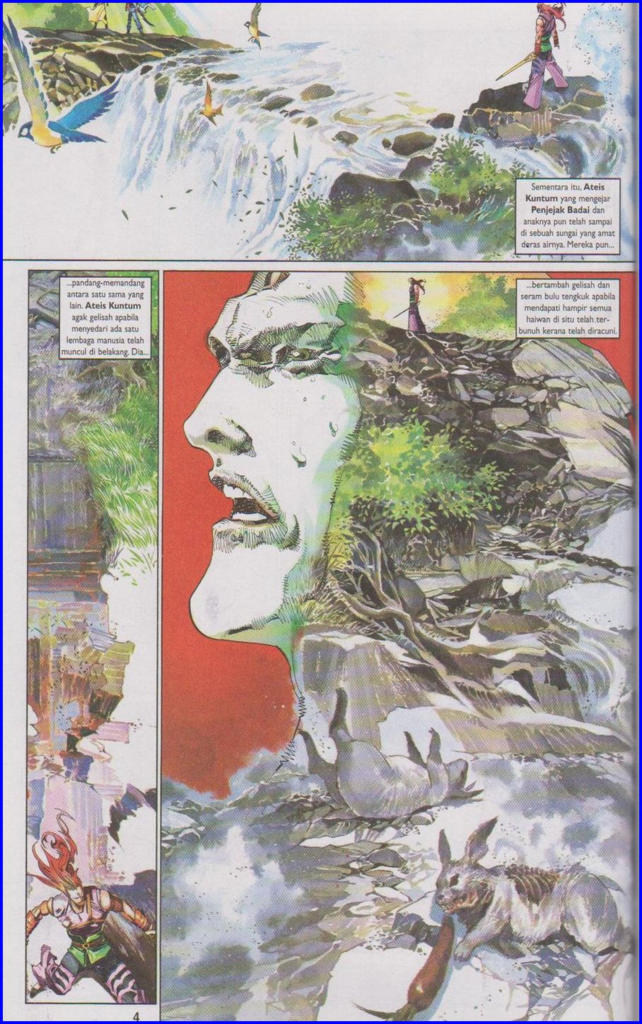 Sementara itu, Ateis
Kuntum yang mengejar
Penjejak Badai dan
anaknya pun telah sampai
di sebuah sungai yang amat
deras airnya. Mereka pun...
...pandang-memandang
antara satu sama yang
lain. Ateis Kuntum
agak gelisah apabila
menyedari ada satu
lembaga manusia telah
muncul di belakang. Dia...
...bertambah gelisah dan
seram bulu tengkuk apabila
mendapati hampir semua
haiwan di situ telah ter-
bunuh kerana telah diracuni.
4